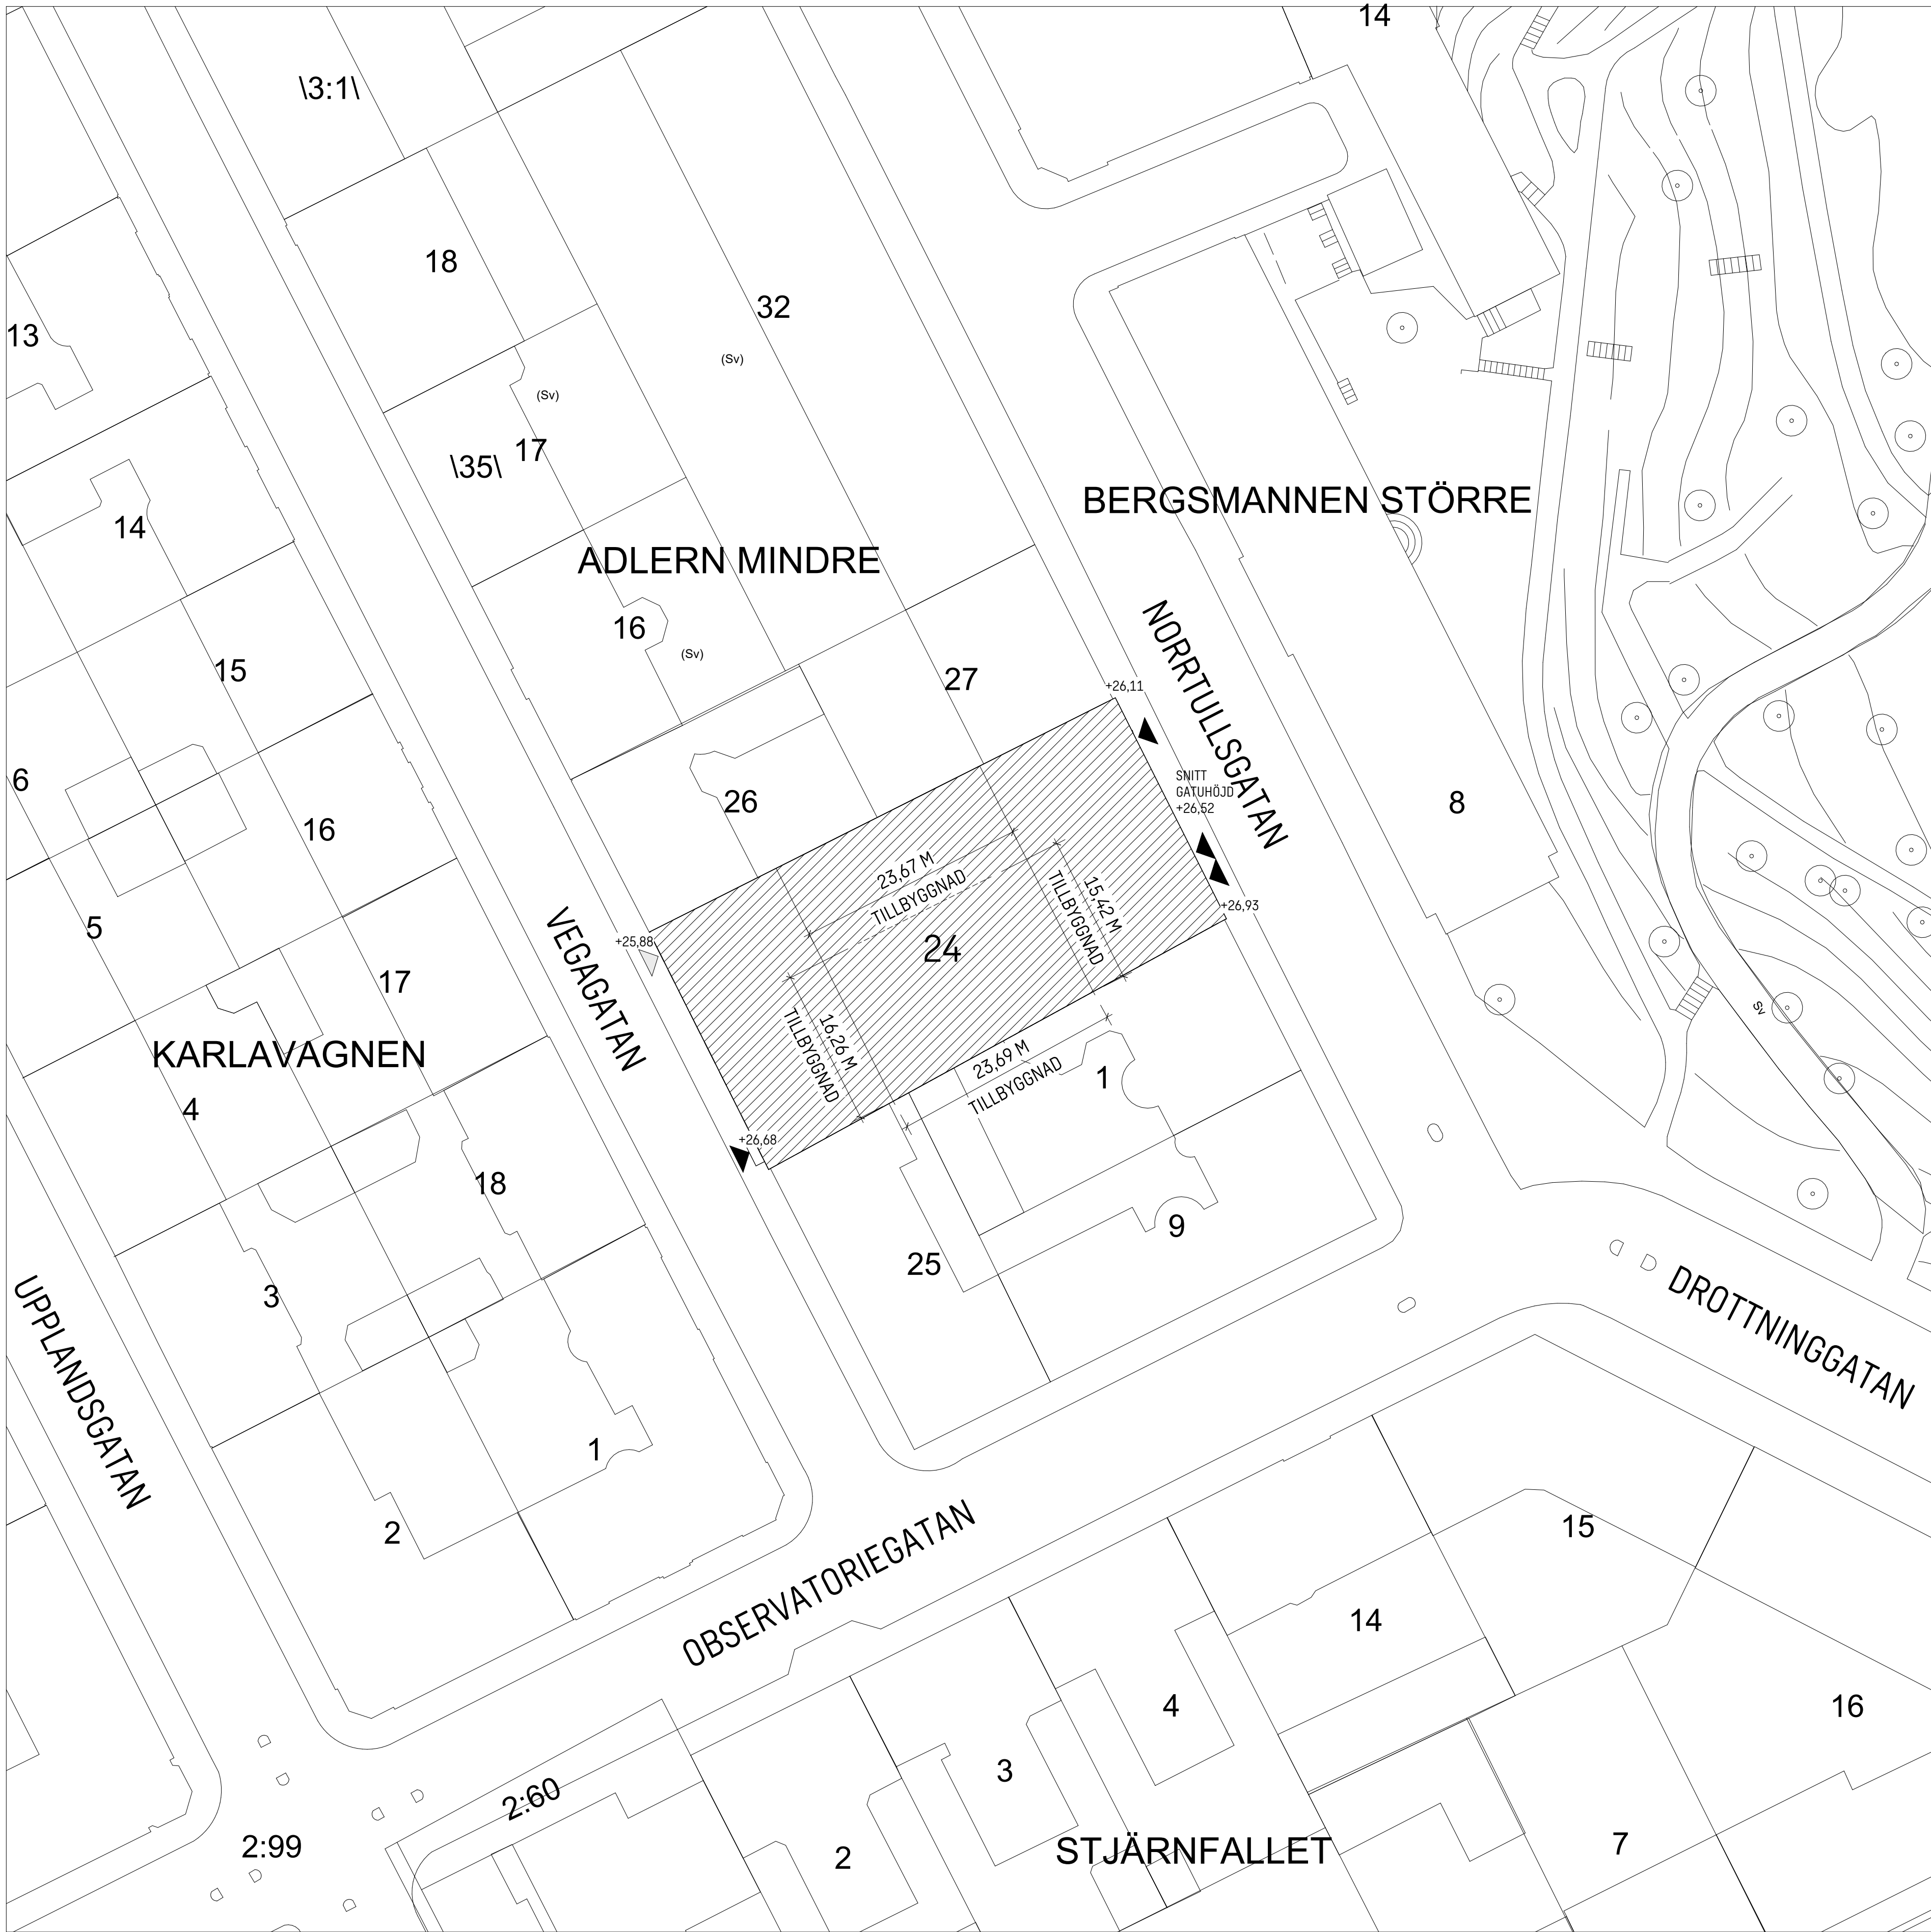 14
\3:1\
18
32
13
(Sv)
(Sv)
17
\35\
BERGSMANNEN STÖRRE
14
ADLERN MINDRE
16
(Sv)
15
27
+26,11
NORRTULLSGATAN
6
16
26
SNITT
GATUHÖJD
+26,52
8
23,67 M
TILLBYGGNAD
15,42 M
TILLBYGGNAD
+26,93
5
VEGAGATAN
+25,88
24
17
Sv
KARLAVAGNEN
16,26 M
TILLBYGGNAD
23,69 M
TILLBYGGNAD
1
4
+26,68
18
9
25
3
UPPLANDSGATAN
DROTTNINGGATAN
1
2
OBSERVATORIEGATAN
15
14
4
16
3
2:60
2:99
2
STJÄRNFALLET
7